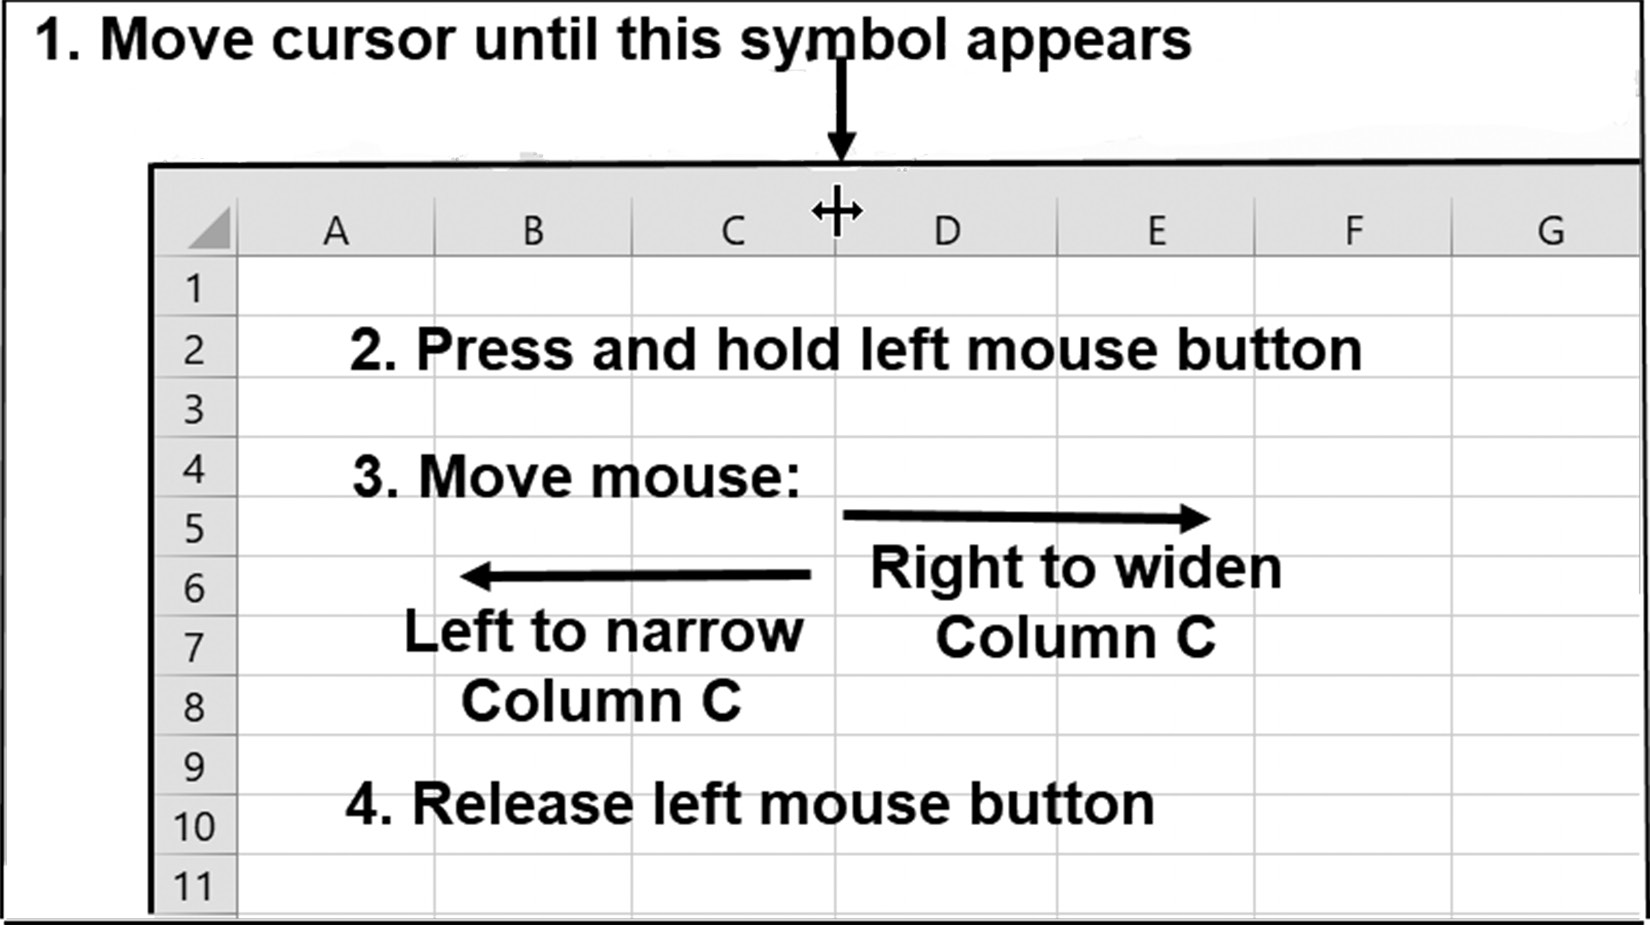 1. Move cursor until this symbol appears
A B C D E F G
1
2
2. Press and hold left mouse button
3
4
3. Move mouse:
5
Right to widen
6
Left to narrow
Column C
7
Column C
8
9
4. Release left mouse button
10
11